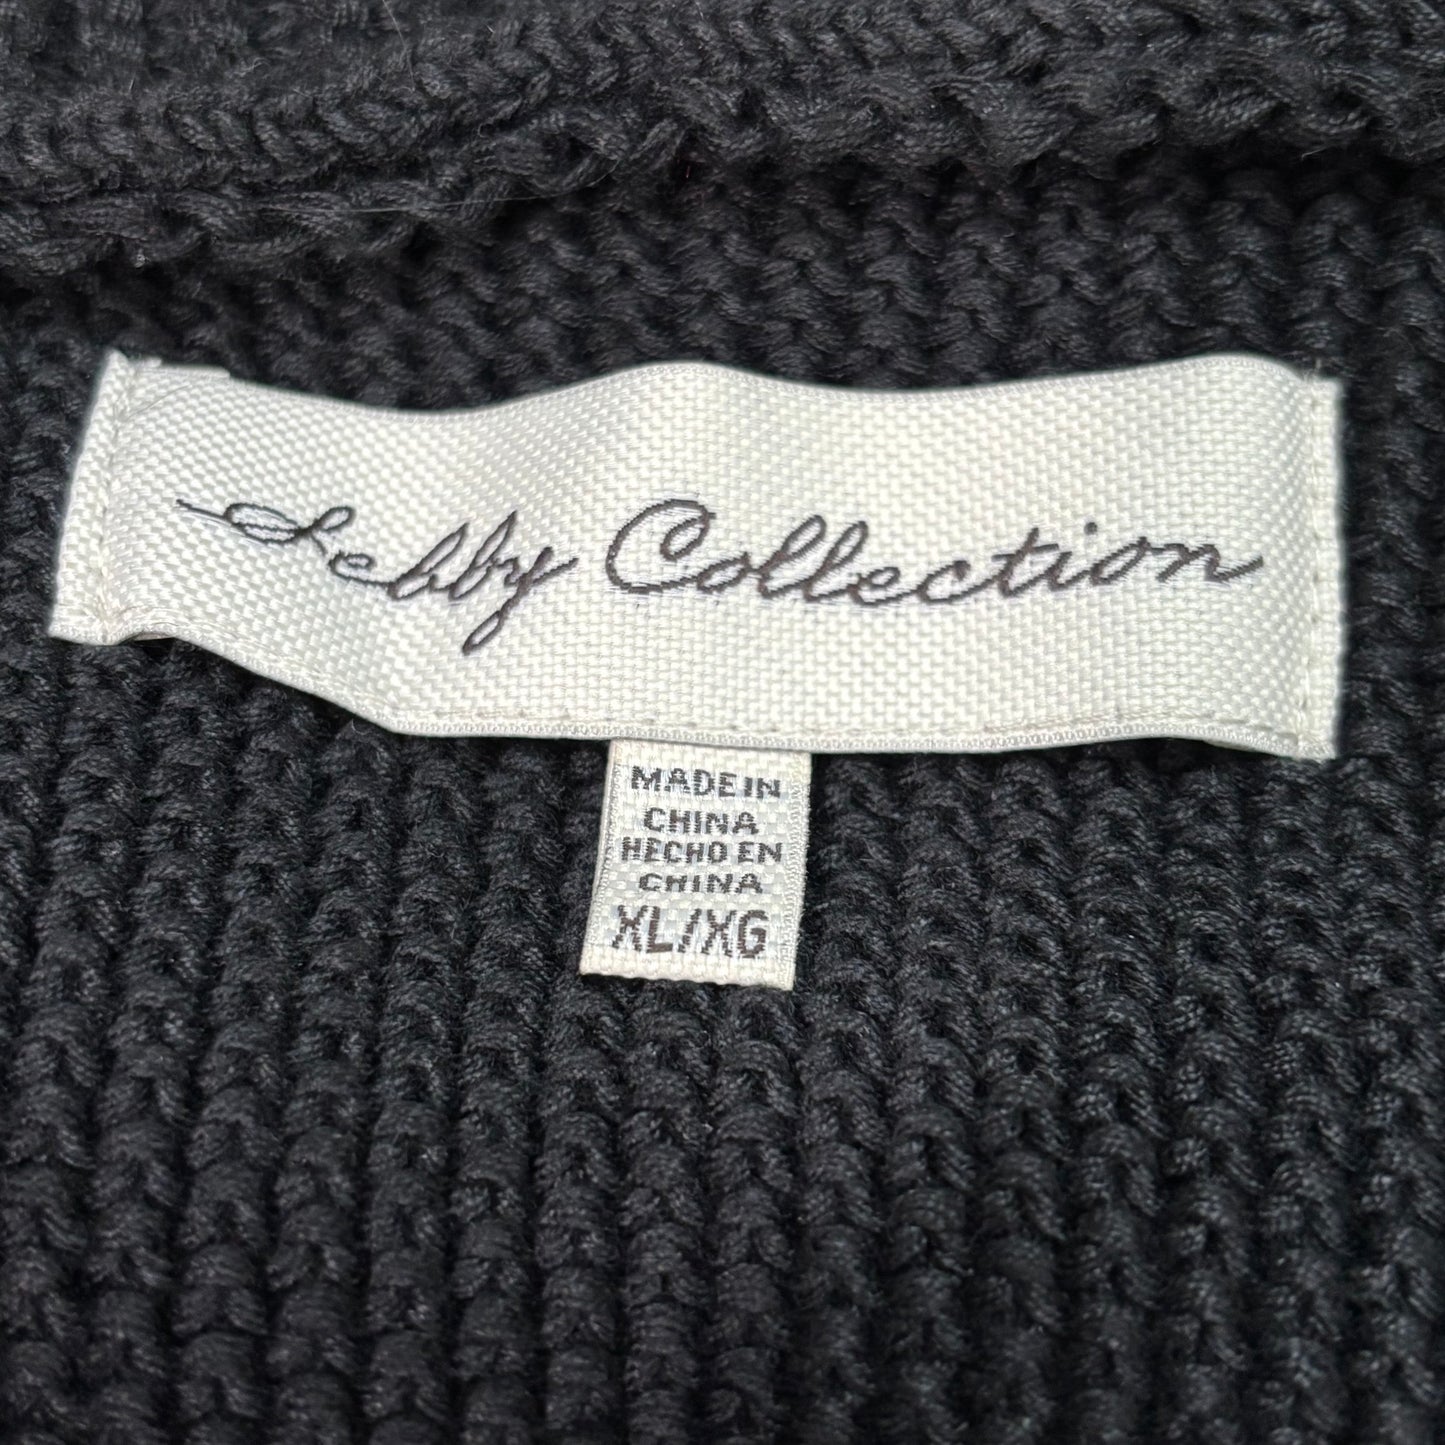 Sebby Collection
MADE IN
CHINA
HECHO EN
CHINA
XL/XG